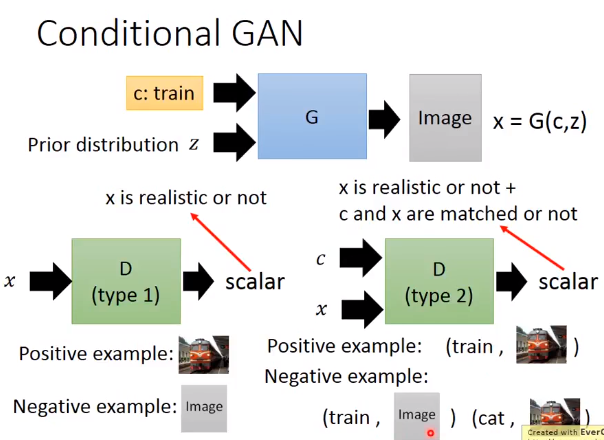 Conditional GAN
c: train
Prior distribution z
G
Image
x = G(c,z)
x is realistic or not
x is realistic or not +
c and x are matched or not
x
D
(type 1)
scalar
c
x
D
(type 2)
scalar
Positive example:
Negative example: Image
Positive example: (train , )
Negative example:
(train , Image ) (cat , )
Created with Ever